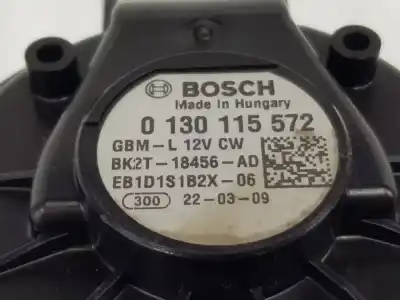 BOSCH
Made in Hungary
0 130 115 572
GBM-L 12V CW
BK2T-18456-AD
EB1D1S1B2X-06
300 22-03-09